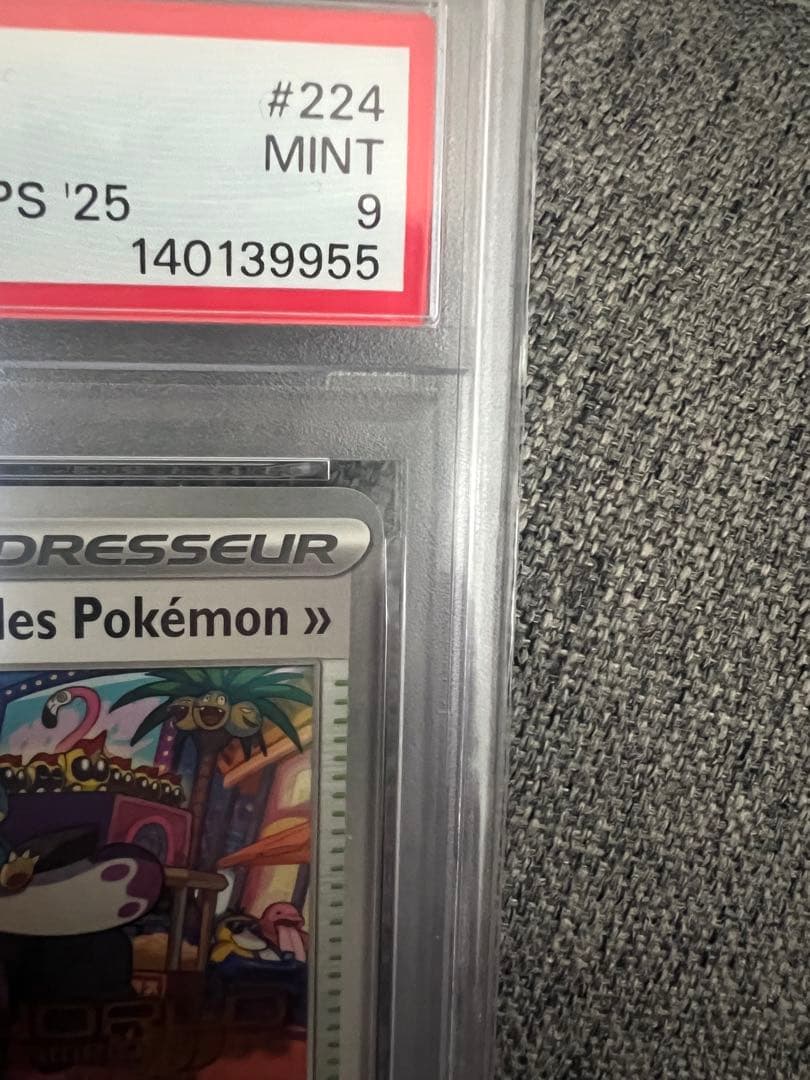 #224
MINT
PS '25 9
140139955
DRESSEUR
les Pokémon »